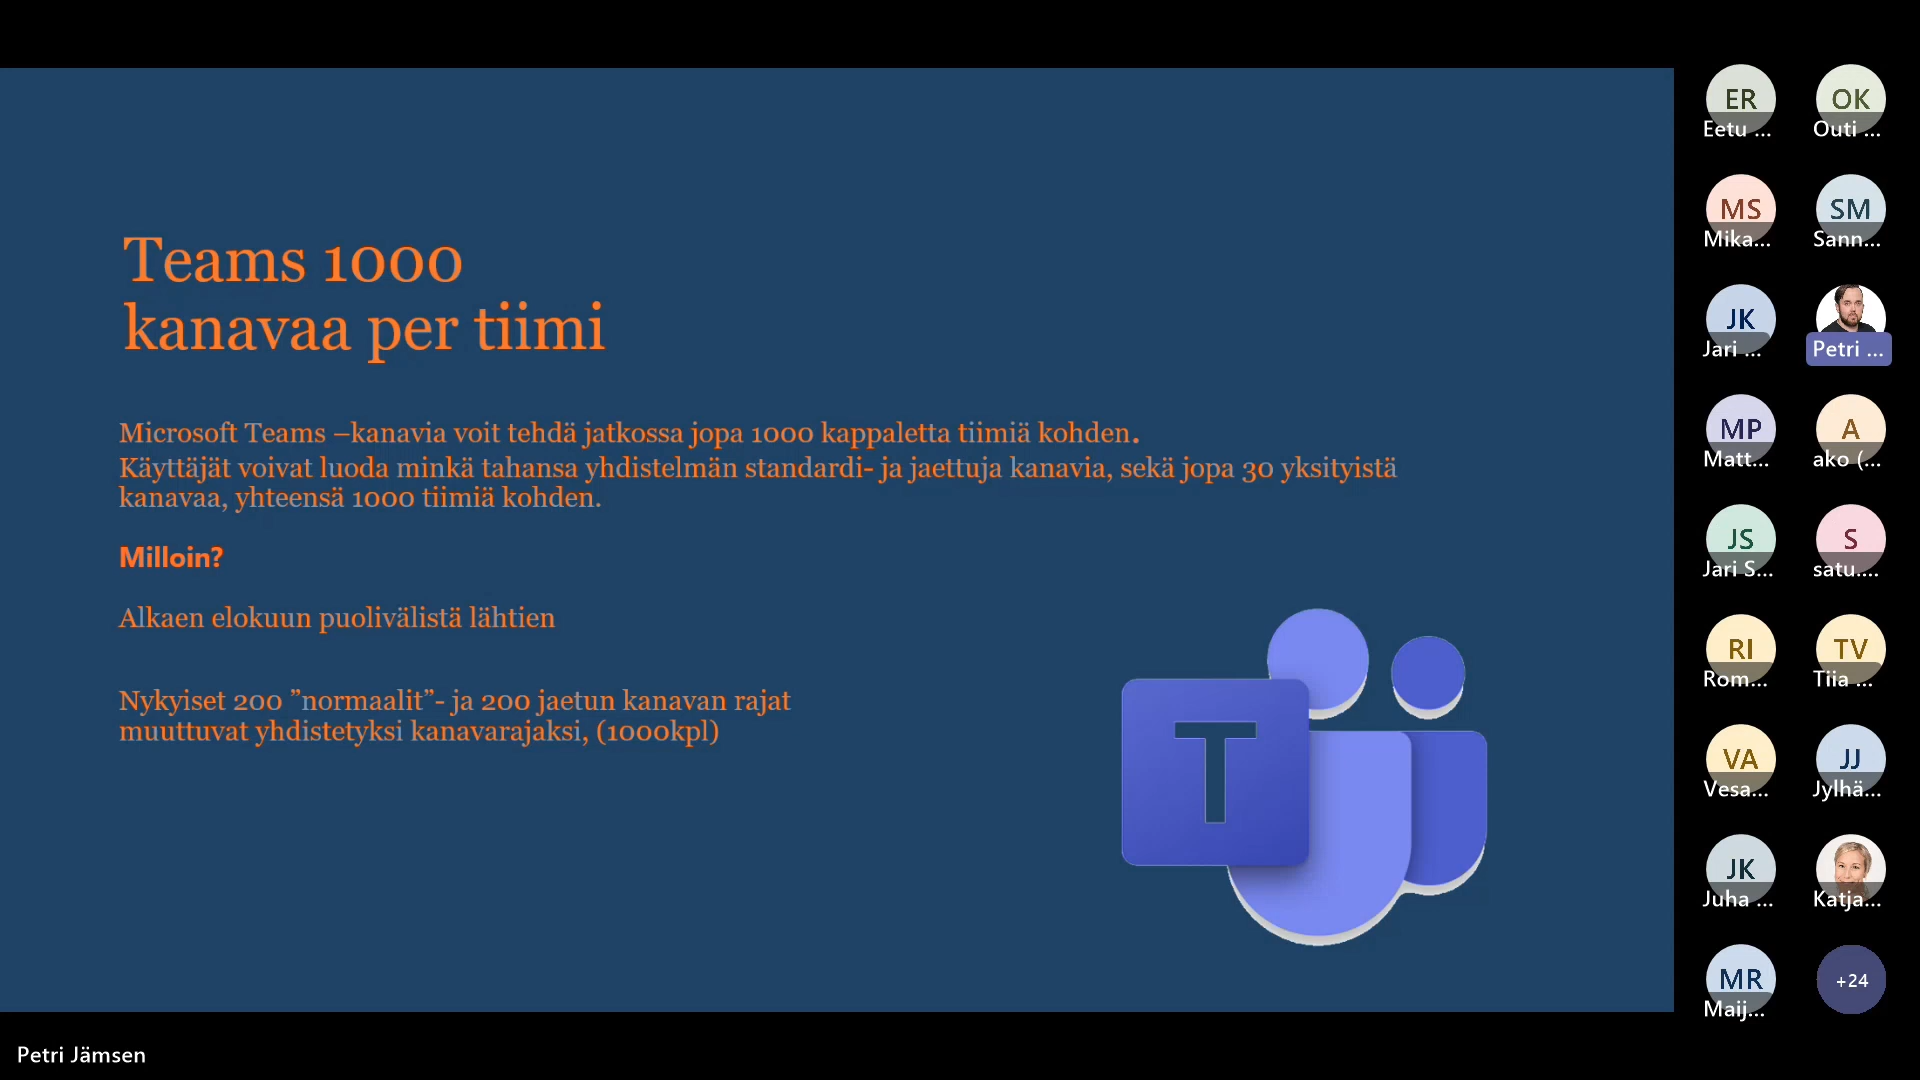 Teams 1000
kanavaa per tiimi
Microsoft Teams –kanavia voit tehdä jatkossa jopa 1000 kappaletta tiimiä kohden.
Käyttäjät voivat luoda minkä tahansa yhdistelmän standardi- ja jaettuja kanavia, sekä jopa 30 yksityistä
kanavaa, yhteensä 1000 tiimiä kohden.
Milloin?
Alkaen elokuun puolivälistä lähtien
Nykyiset 200 ”normaalit”- ja 200 jaetun kanavan rajat
muuttuvat yhdistetyksi kanavarajaksi, (1000kpl)
T
ER
Eetu ...
OK
Outi ...
MS
Mika...
SM
Sann...
JK
Jari ...
Petri ...
MP
Matt...
A
ako (...
JS
Jari S...
S
satu....
RI
Rom...
TV
Tiia ...
VA
Vesa...
JJ
Jylhä...
JK
Juha ...
Katja...
MR
Maij...
+24
Petri Jämsen